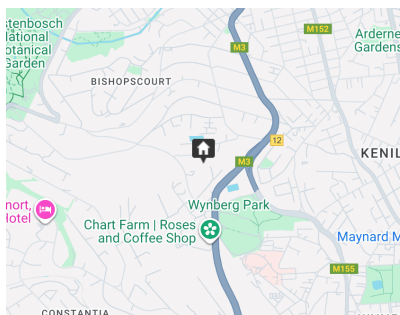 stenbosch
National
otanical
Garden
M152
Arderne
Gardens
M3
BISHOPSCOURT
12
M3
KENIL
nort,
Hotel
Wynberg Park
Chart Farm | Roses
and Coffee Shop
Maynard M
M155
CONSTANTIA